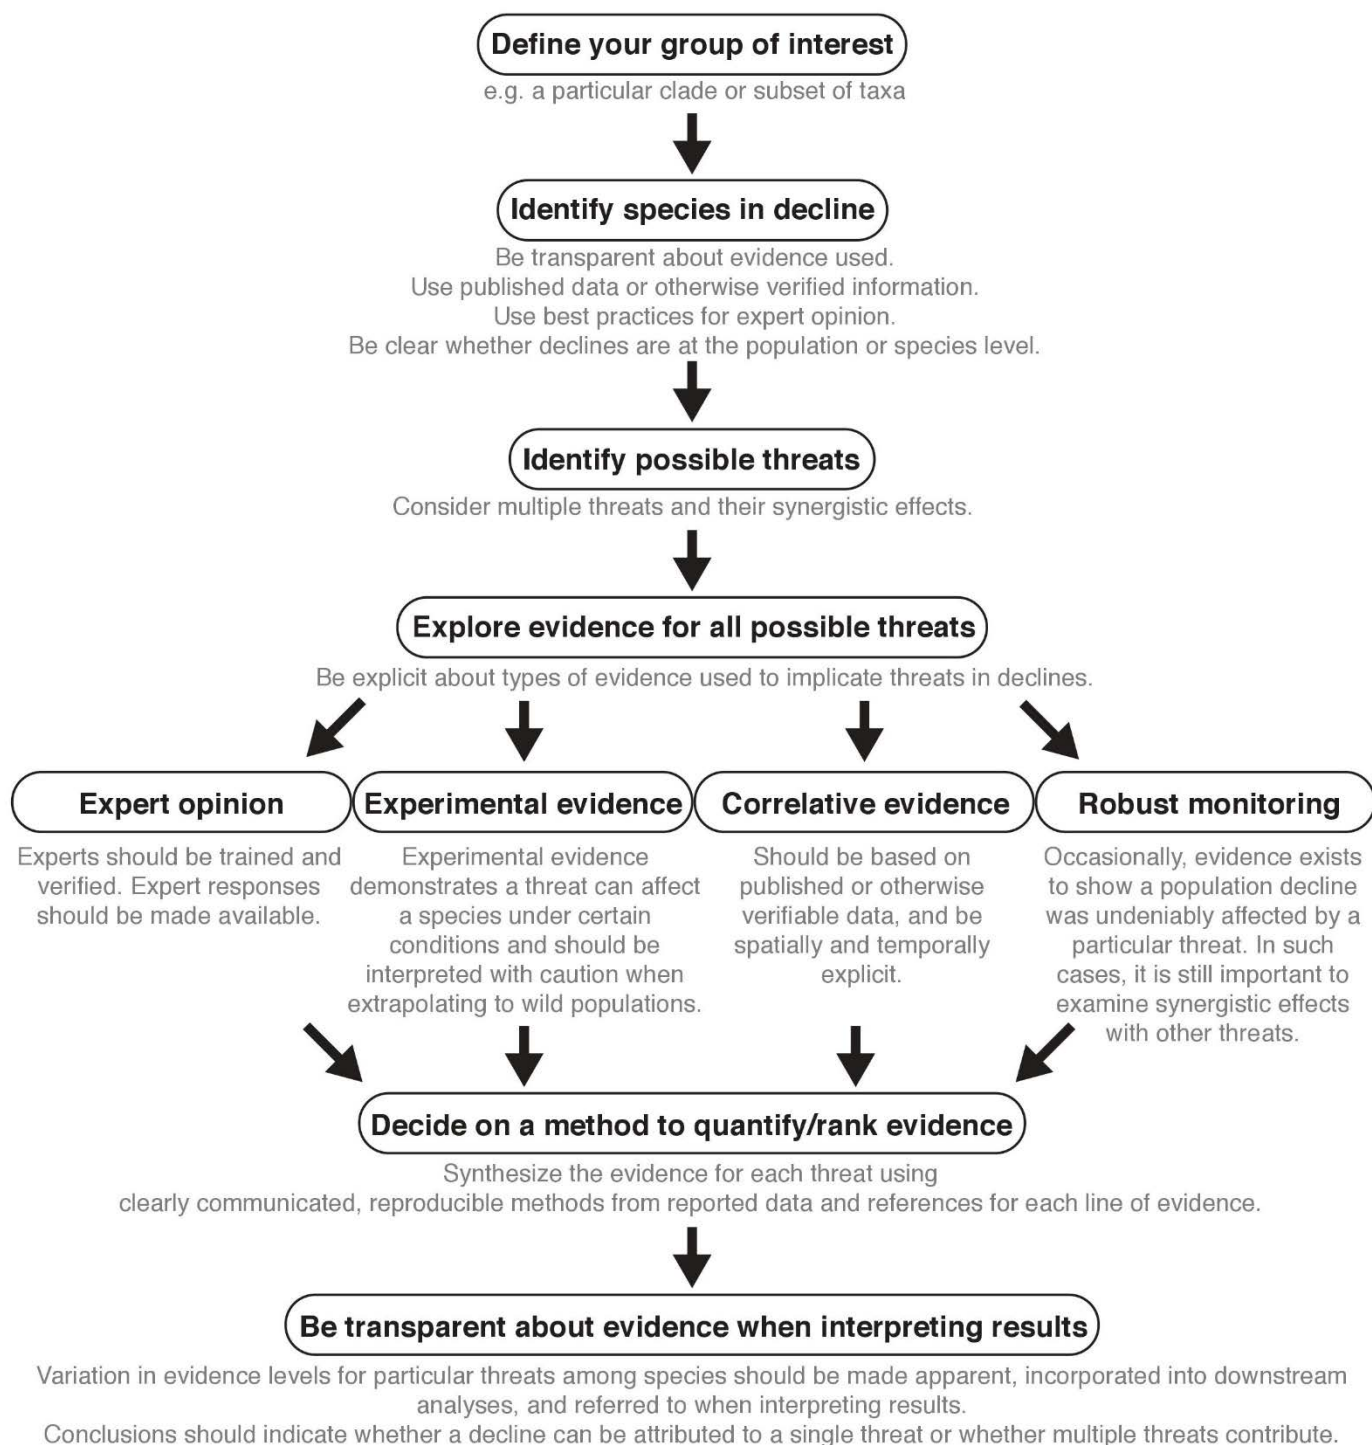 Define your group of interest
e.g. a particular clade or subset of taxa
Identify species in decline
Be transparent about evidence used.
Use published data or otherwise verified information.
Use best practices for expert opinion.
Be clear whether declines are at the population or species level.
Identify possible threats
Consider multiple threats and their synergistic effects.
Explore evidence for all possible threats
Be explicit about types of evidence used to implicate threats in declines.
Expert opinion
Experts should be trained and
verified. Expert responses
should be made available.
Experimental evidence
Experimental evidence
demonstrates a threat can affect
a species under certain
conditions and should be
interpreted with caution when
extrapolating to wild populations.
Correlative evidence
Should be based on
published or otherwise
verifiable data, and be
spatially and temporally
explicit.
Robust monitoring
Occasionally, evidence exists
to show a population decline
was undeniably affected by a
particular threat. In such
cases, it is still important to
examine synergistic effects
with other threats.
Decide on a method to quantify/rank evidence
Synthesize the evidence for each threat using
clearly communicated, reproducible methods from reported data and references for each line of evidence.
Be transparent about evidence when interpreting results
Variation in evidence levels for particular threats among species should be made apparent, incorporated into downstream
analyses, and referred to when interpreting results.
Conclusions should indicate whether a decline can be attributed to a single threat or whether multiple threats contribute.